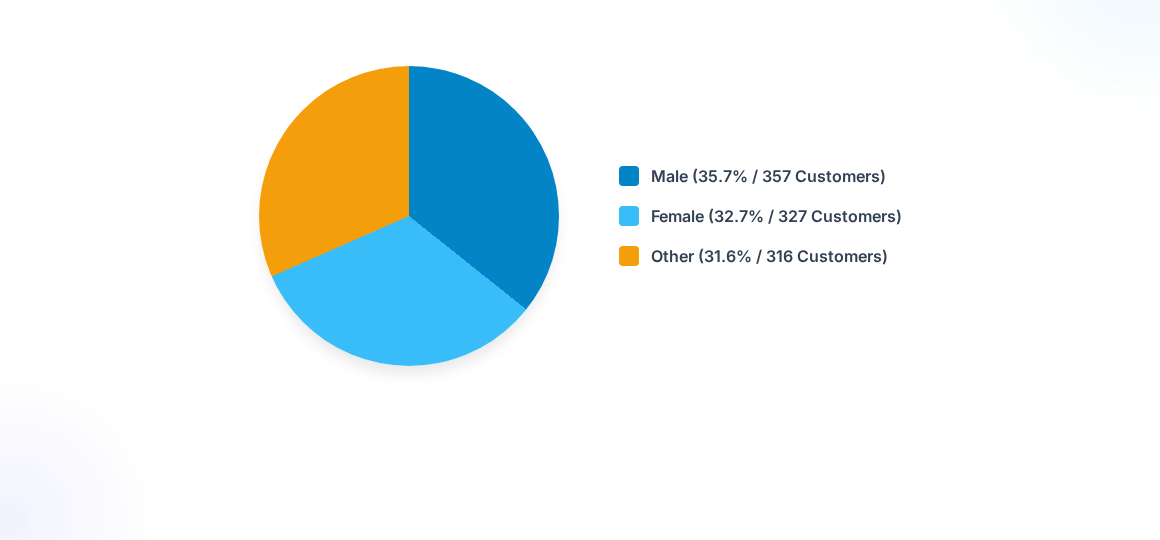 Male (35.7% / 357 Customers)
Female (32.7% / 327 Customers)
Other (31.6% / 316 Customers)